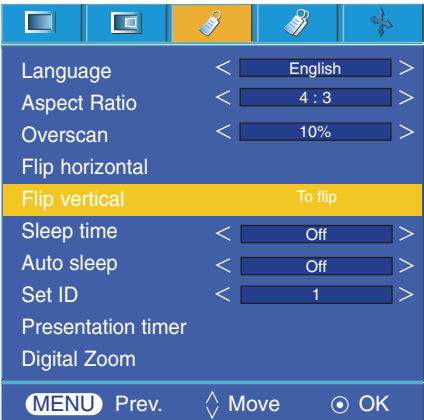 Language < English >
Aspect Ratio < 4 : 3 >
Overscan < 10% >
Flip horizontal
Flip vertical To flip
Sleep time < Off >
Auto sleep < Off >
Set ID < 1 >
Presentation timer
Digital Zoom
MENU Prev. Move OK